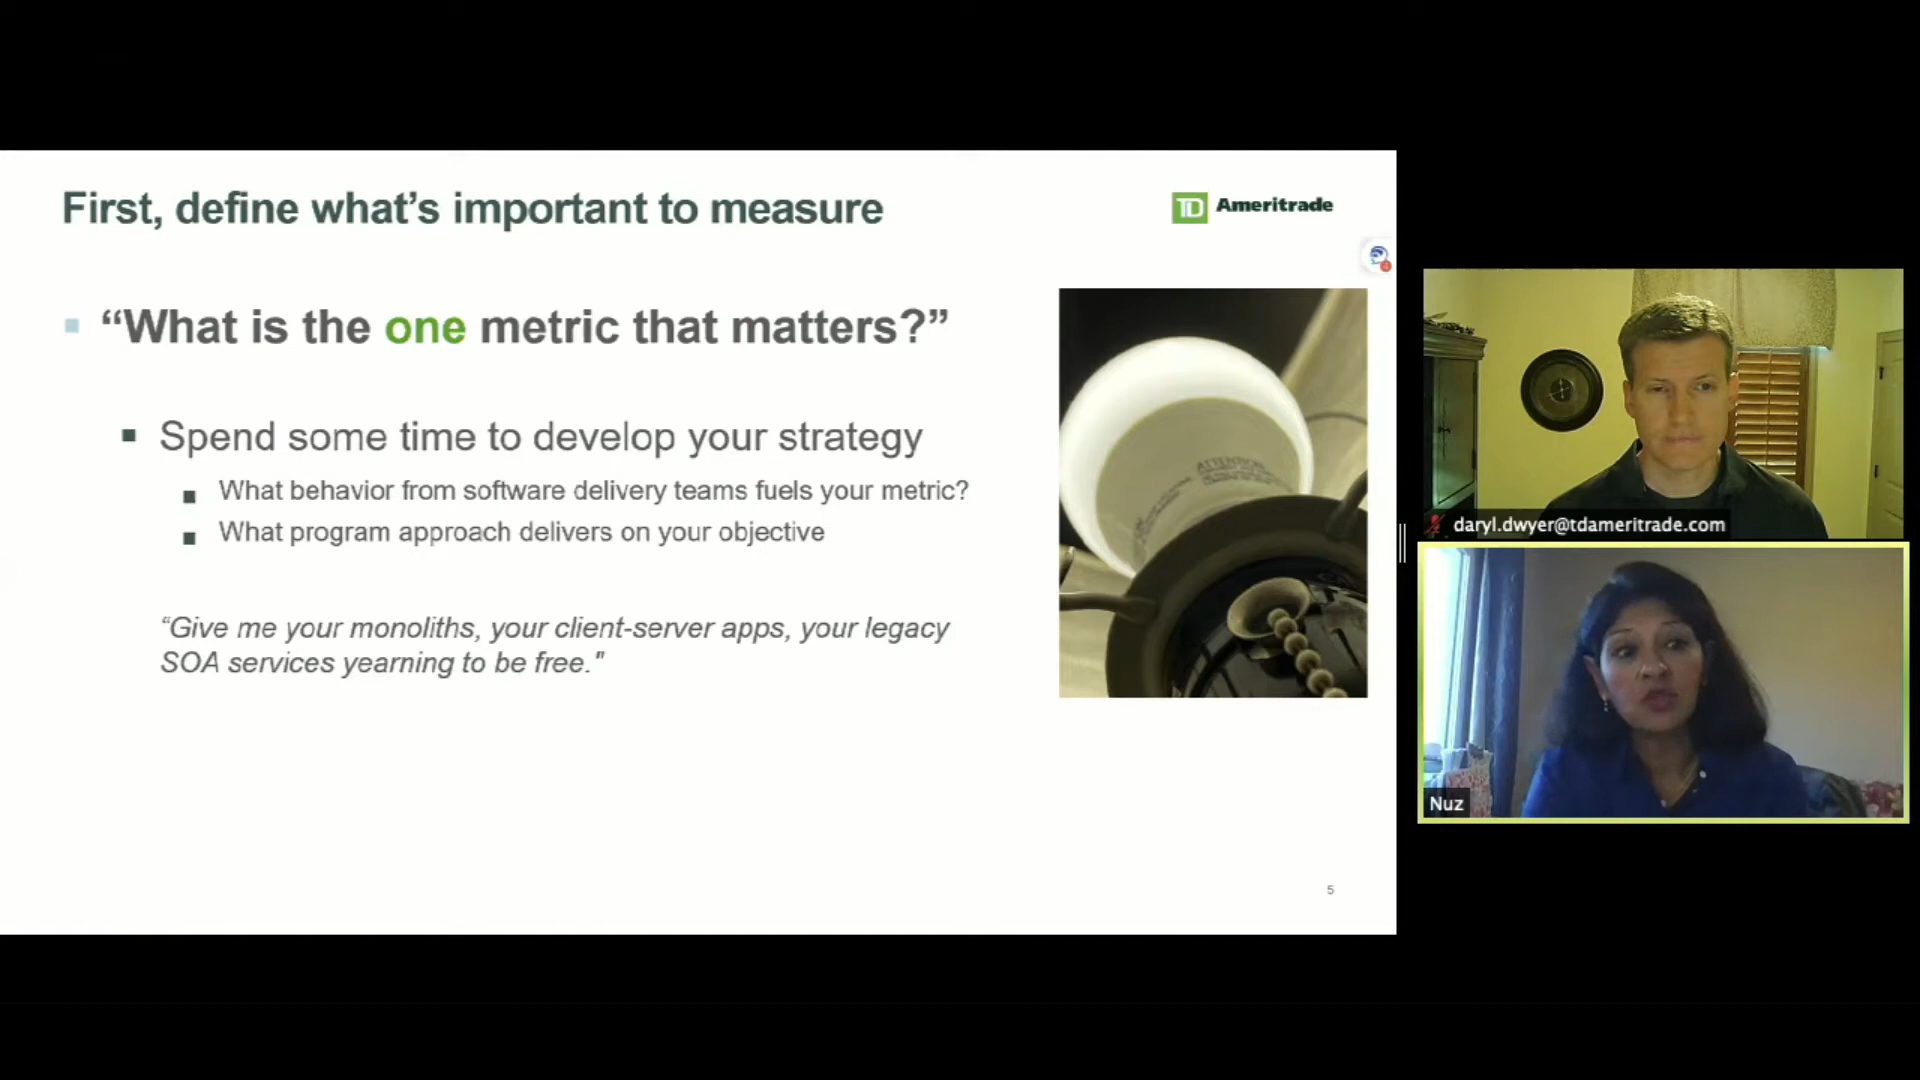 First, define what’s important to measure
TD Ameritrade
“What is the one metric that matters?”
Spend some time to develop your strategy
What behavior from software delivery teams fuels your metric?
What program approach delivers on your objective
“Give me your monoliths, your client-server apps, your legacy
SOA services yearning to be free."
ATTENTION
5
daryl.dwyer@tdameritrade.com
Nuz